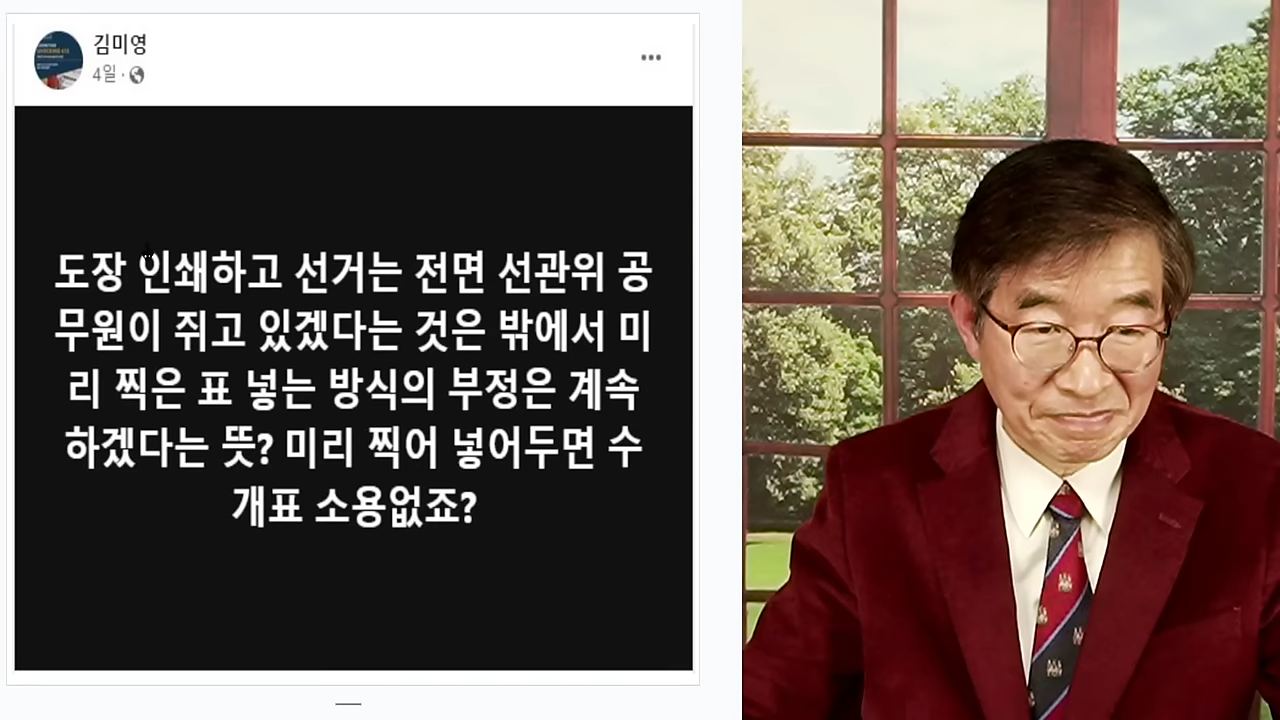 김미영
4일 ·
도장 인쇄하고 선거는 전면 선관위 공
무원이 쥐고 있겠다는 것은 밖에서 미
리 찍은 표 넣는 방식의 부정은 계속
하겠다는 뜻? 미리 찍어 넣어두면 수
개표 소용없죠?